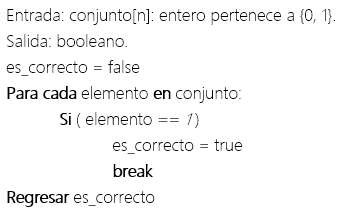 Entrada: conjunto[n]: entero pertenece a {0, 1}.
Salida: booleano.
es_correcto = false
Para cada elemento en conjunto:
Si ( elemento == 1)
es_correcto = true
break
Regresar es_correcto